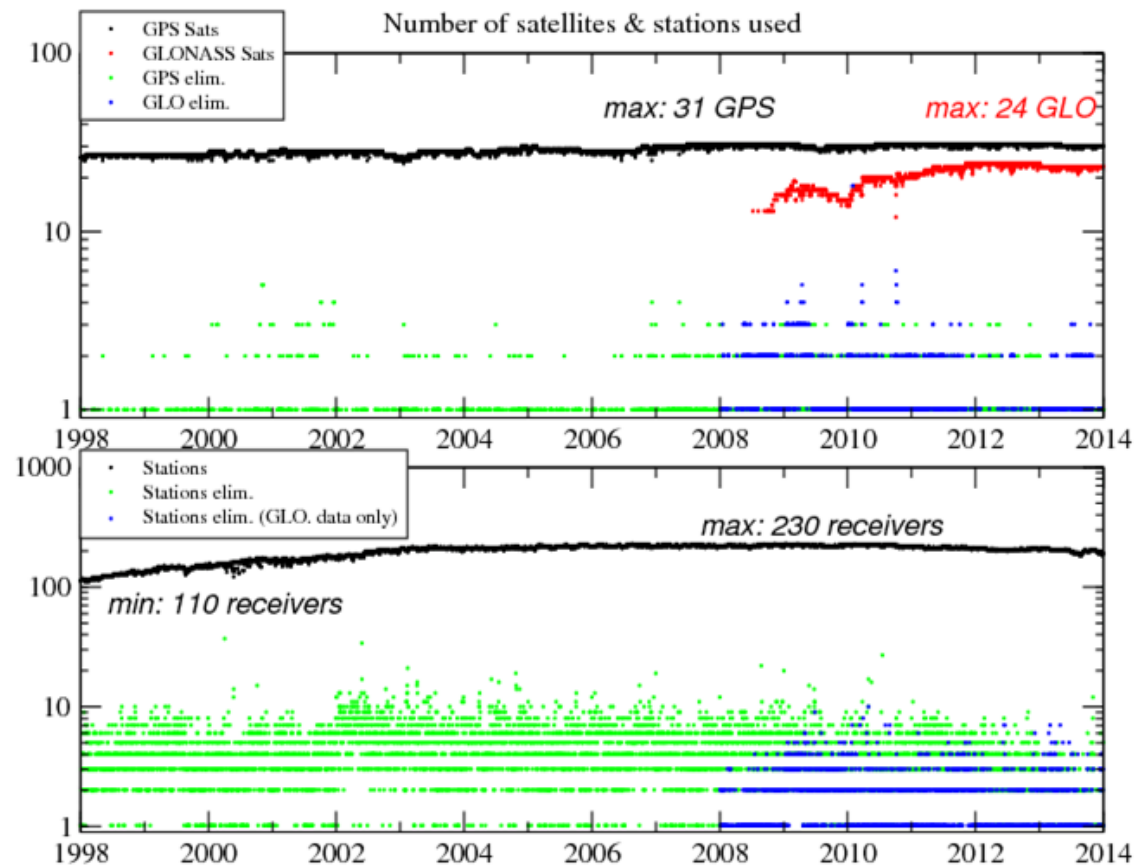 Number of satellites & stations used
GPS Sats
GLONASS Sats
GPS elim.
GLO elim.
max: 31 GPS
max: 24 GLO
100
10
1
1998 2000 2002 2004 2006 2008 2010 2012 2014
Stations
Stations elim.
Stations elim. (GLO. data only)
max: 230 receivers
min: 110 receivers
1000
100
10
1
1998 2000 2002 2004 2006 2008 2010 2012 2014